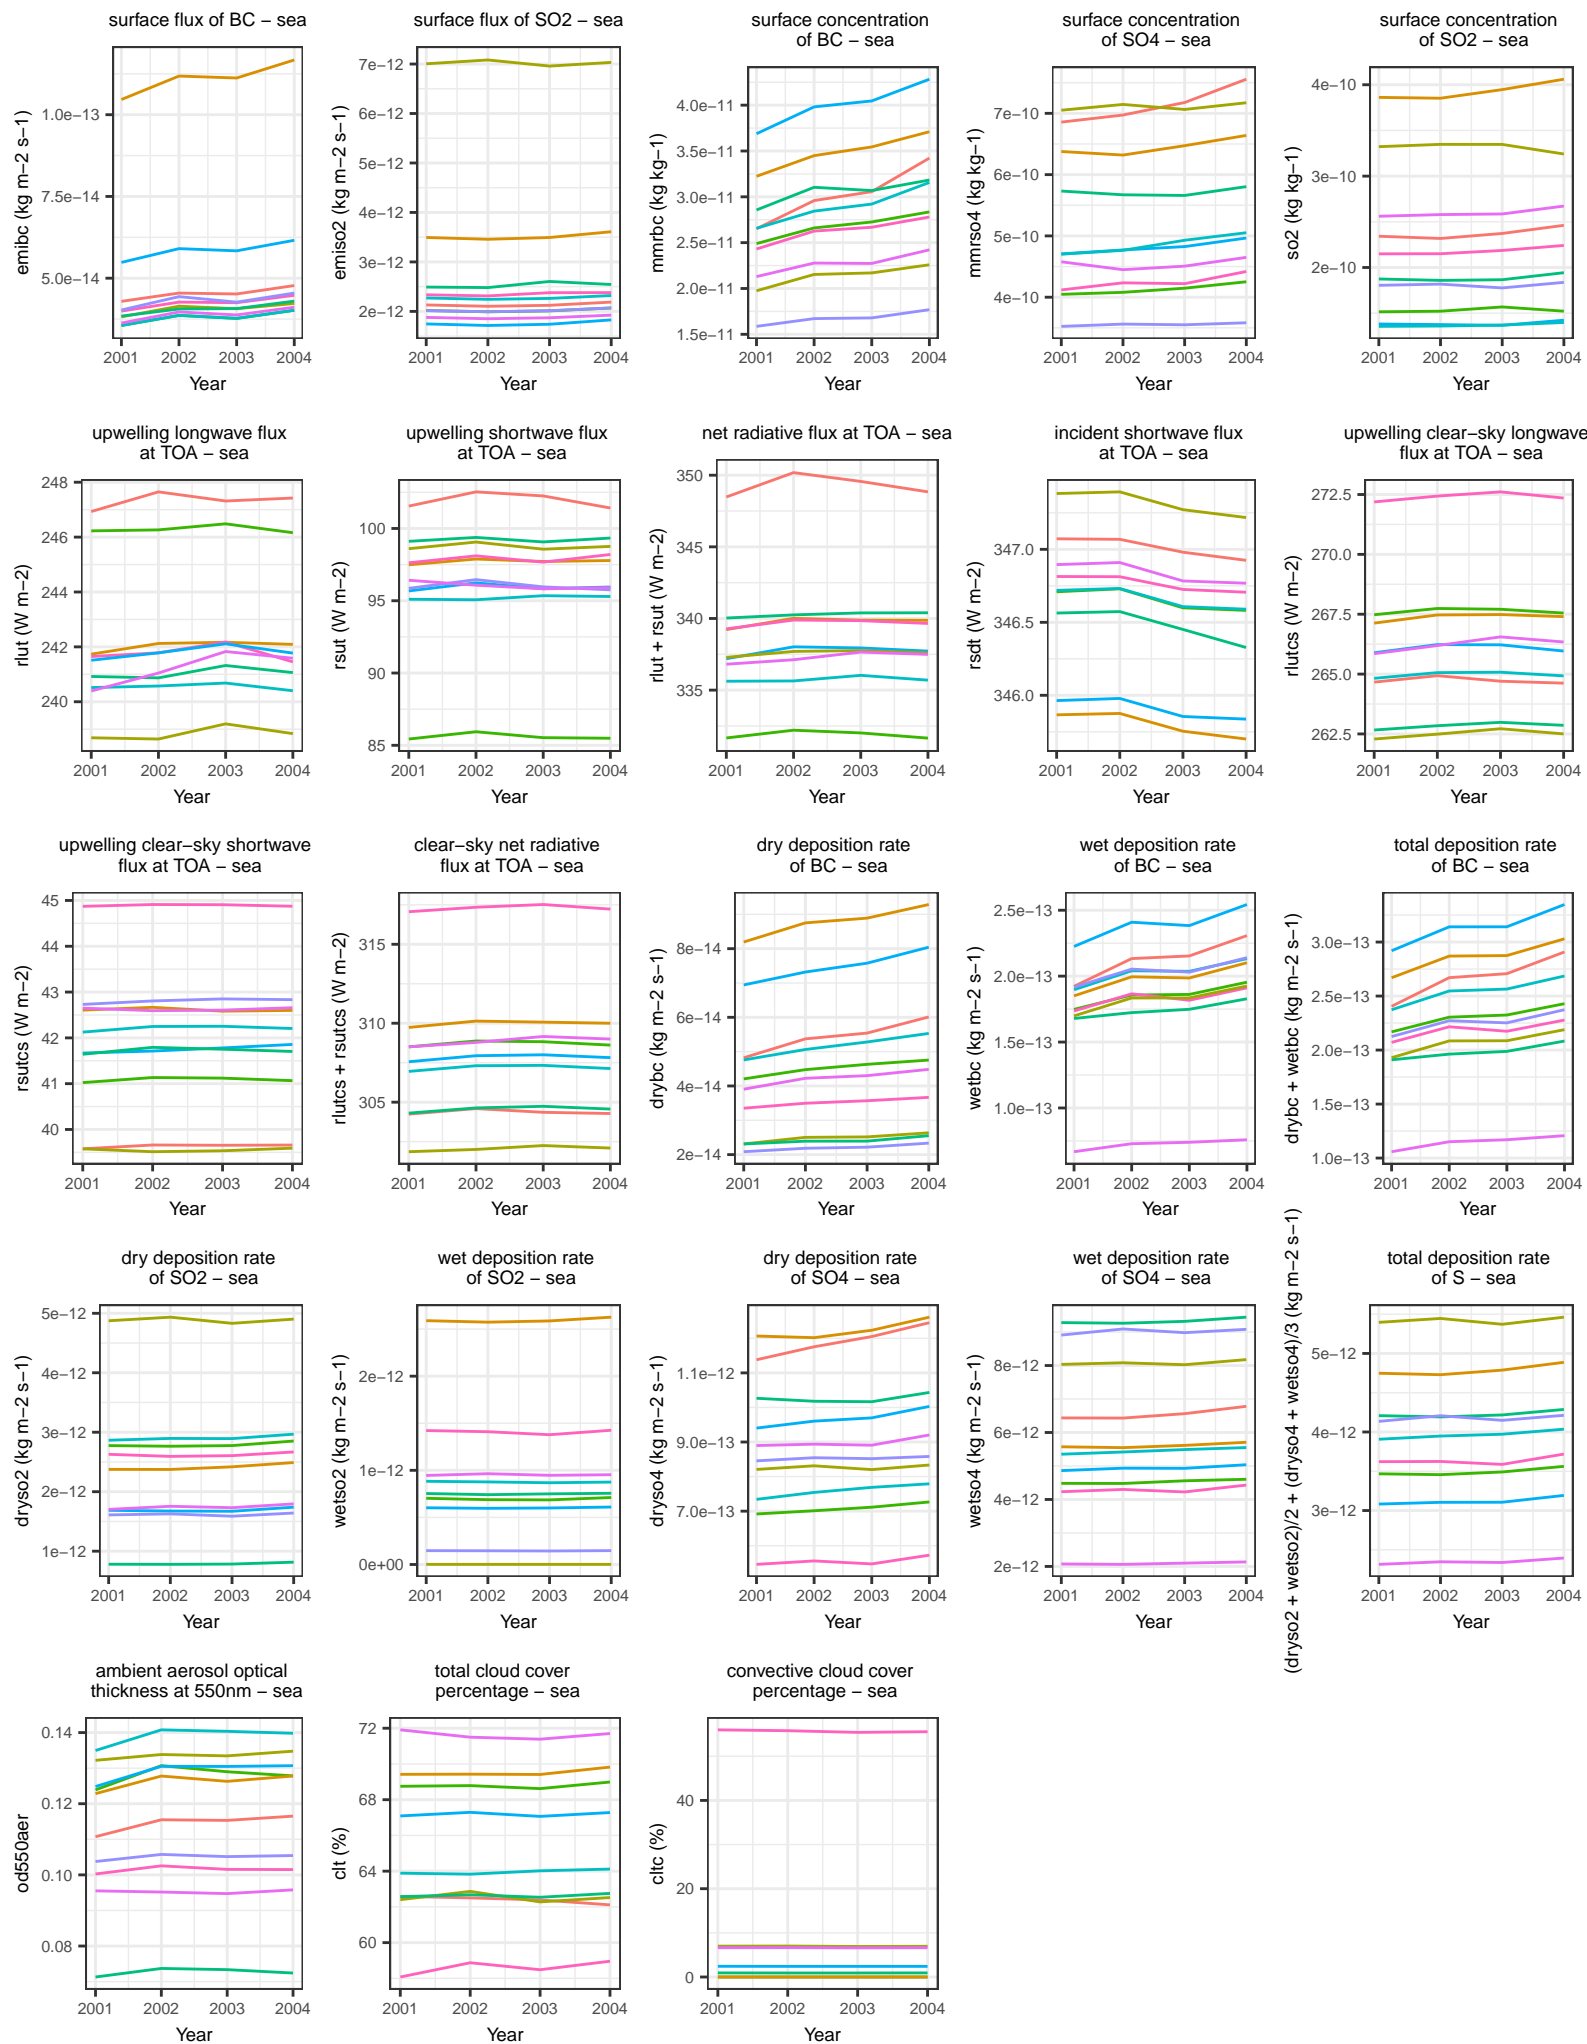 surface flux of BC − sea
emibc (kg m−2 s−1)
1.0e−13
7.5e−14
5.0e−14
2001 2002 2003 2004
Year
surface flux of SO2 − sea
emiso2 (kg m−2 s−1)
7e−12
6e−12
5e−12
4e−12
3e−12
2e−12
2001 2002 2003 2004
Year
surface concentration
of BC − sea
mmrbc (kg kg−1)
4.0e−11
3.5e−11
3.0e−11
2.5e−11
2.0e−11
1.5e−11
2001 2002 2003 2004
Year
surface concentration
of SO4 − sea
mmrso4 (kg kg−1)
7e−10
6e−10
5e−10
4e−10
2001 2002 2003 2004
Year
surface concentration
of SO2 − sea
so2 (kg kg−1)
4e−10
3e−10
2e−10
2001 2002 2003 2004
Year
upwelling longwave flux
at TOA − sea
rlut (W m−2)
248
246
244
242
240
2001 2002 2003 2004
Year
upwelling shortwave flux
at TOA − sea
rsut (W m−2)
100
95
90
85
2001 2002 2003 2004
Year
net radiative flux at TOA − sea
rlut + rsut (W m−2)
350
345
340
335
2001 2002 2003 2004
Year
incident shortwave flux
at TOA − sea
rsdt (W m−2)
347.0
346.5
346.0
2001 2002 2003 2004
Year
upwelling clear−sky longwave
flux at TOA − sea
rlutcs (W m−2)
272.5
270.0
267.5
265.0
262.5
2001 2002 2003 2004
Year
upwelling clear−sky shortwave
flux at TOA − sea
rsutcs (W m−2)
45
44
43
42
41
40
2001 2002 2003 2004
Year
clear−sky net radiative
flux at TOA − sea
rlutcs + rsutcs (W m−2)
315
310
305
2001 2002 2003 2004
Year
dry deposition rate
of BC − sea
drybc (kg m−2 s−1)
8e−14
6e−14
4e−14
2e−14
2001 2002 2003 2004
Year
wet deposition rate
of BC − sea
wetbc (kg m−2 s−1)
2.5e−13
2.0e−13
1.5e−13
1.0e−13
2001 2002 2003 2004
Year
total deposition rate
of BC − sea
drybc + wetbc (kg m−2 s−1)
3.0e−13
2.5e−13
2.0e−13
1.5e−13
1.0e−13
2001 2002 2003 2004
Year
dry deposition rate
of SO2 − sea
dryso2 (kg m−2 s−1)
5e−12
4e−12
3e−12
2e−12
1e−12
2001 2002 2003 2004
Year
wet deposition rate
of SO2 − sea
wetso2 (kg m−2 s−1)
2e−12
1e−12
0e+00
2001 2002 2003 2004
Year
dry deposition rate
of SO4 − sea
dryso4 (kg m−2 s−1)
1.1e−12
9.0e−13
7.0e−13
2001 2002 2003 2004
Year
wet deposition rate
of SO4 − sea
wetso4 (kg m−2 s−1)
8e−12
6e−12
4e−12
2e−12
2001 2002 2003 2004
Year
total deposition rate
of S − sea
(dryso2 + wetso2)/2 + (dryso4 + wetso4)/3 (kg m−2 s−1)
5e−12
4e−12
3e−12
2001 2002 2003 2004
Year
ambient aerosol optical
thickness at 550nm − sea
od550aer
0.14
0.12
0.10
0.08
2001 2002 2003 2004
Year
total cloud cover
percentage − sea
clt (%)
72
68
64
60
2001 2002 2003 2004
Year
convective cloud cover
percentage − sea
cltc (%)
40
20
0
2001 2002 2003 2004
Year